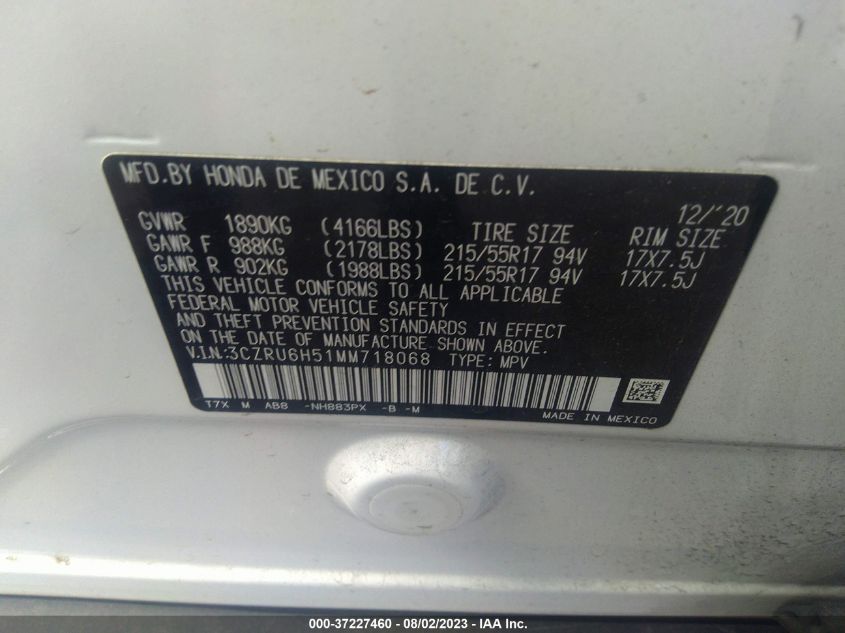 MFD.BY HONDA DE MEXICO S.A. DE C.V.
12/'20
GVWR 1890KG (4166LBS) TIRE SIZE RIM SIZE
GAWR F 988KG (2178LBS) 215/55R17 94V 17X7.5J
GAWR R 902KG (1988LBS) 215/55R17 94V 17X7.5J
THIS VEHICLE CONFORMS TO ALL APPLICABLE
FEDERAL MOTOR VEHICLE SAFETY
AND THEFT PREVENTION STANDARDS IN EFFECT
ON THE DATE OF MANUFACTURE SHOWN ABOVE.
V.I.N:3CZRU6H51MM718068 TYPE: MPV
T7X M AB8 -NH883PX -B -M MADE IN MEXICO
000-37227460 - 08/02/2023 - IAA Inc.